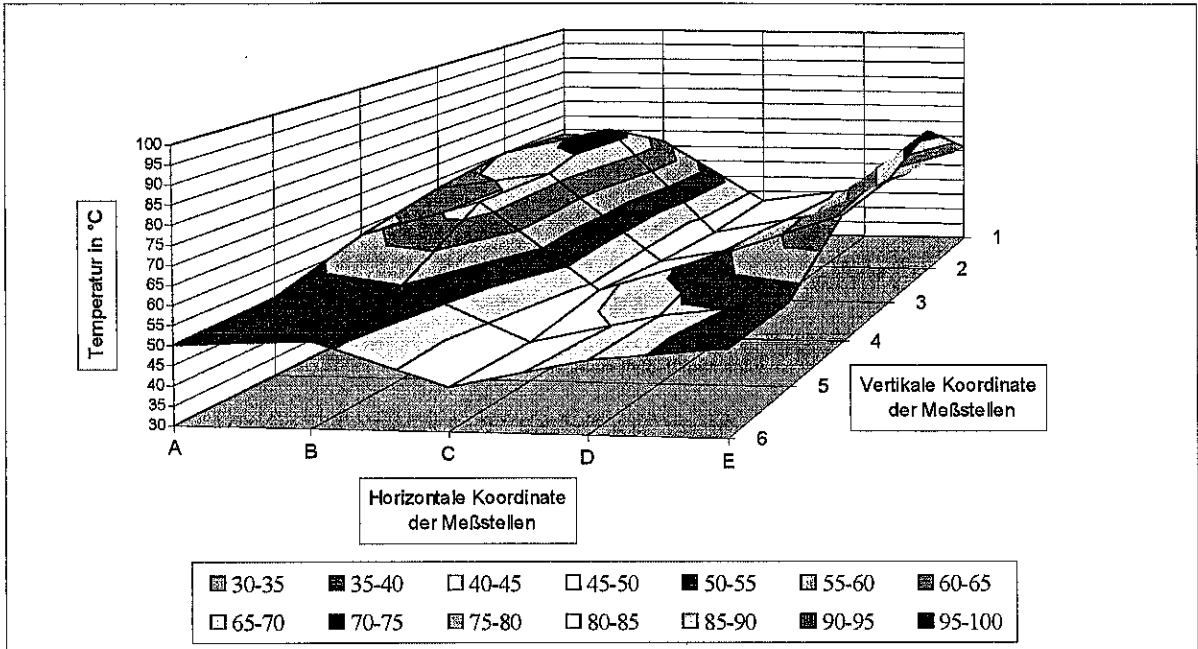 Temperatur in °C
100
95
90
85
80
75
70
65
60
55
50
45
40
35
30
A B C D E
6
5
4
3
2
1
Horizontale Koordinate
der Meßstellen
Vertikale Koordinate
der Meßstellen
30-35 35-40 40-45 45-50 50-55 55-60 60-65
65-70 70-75 75-80 80-85 85-90 90-95 95-100